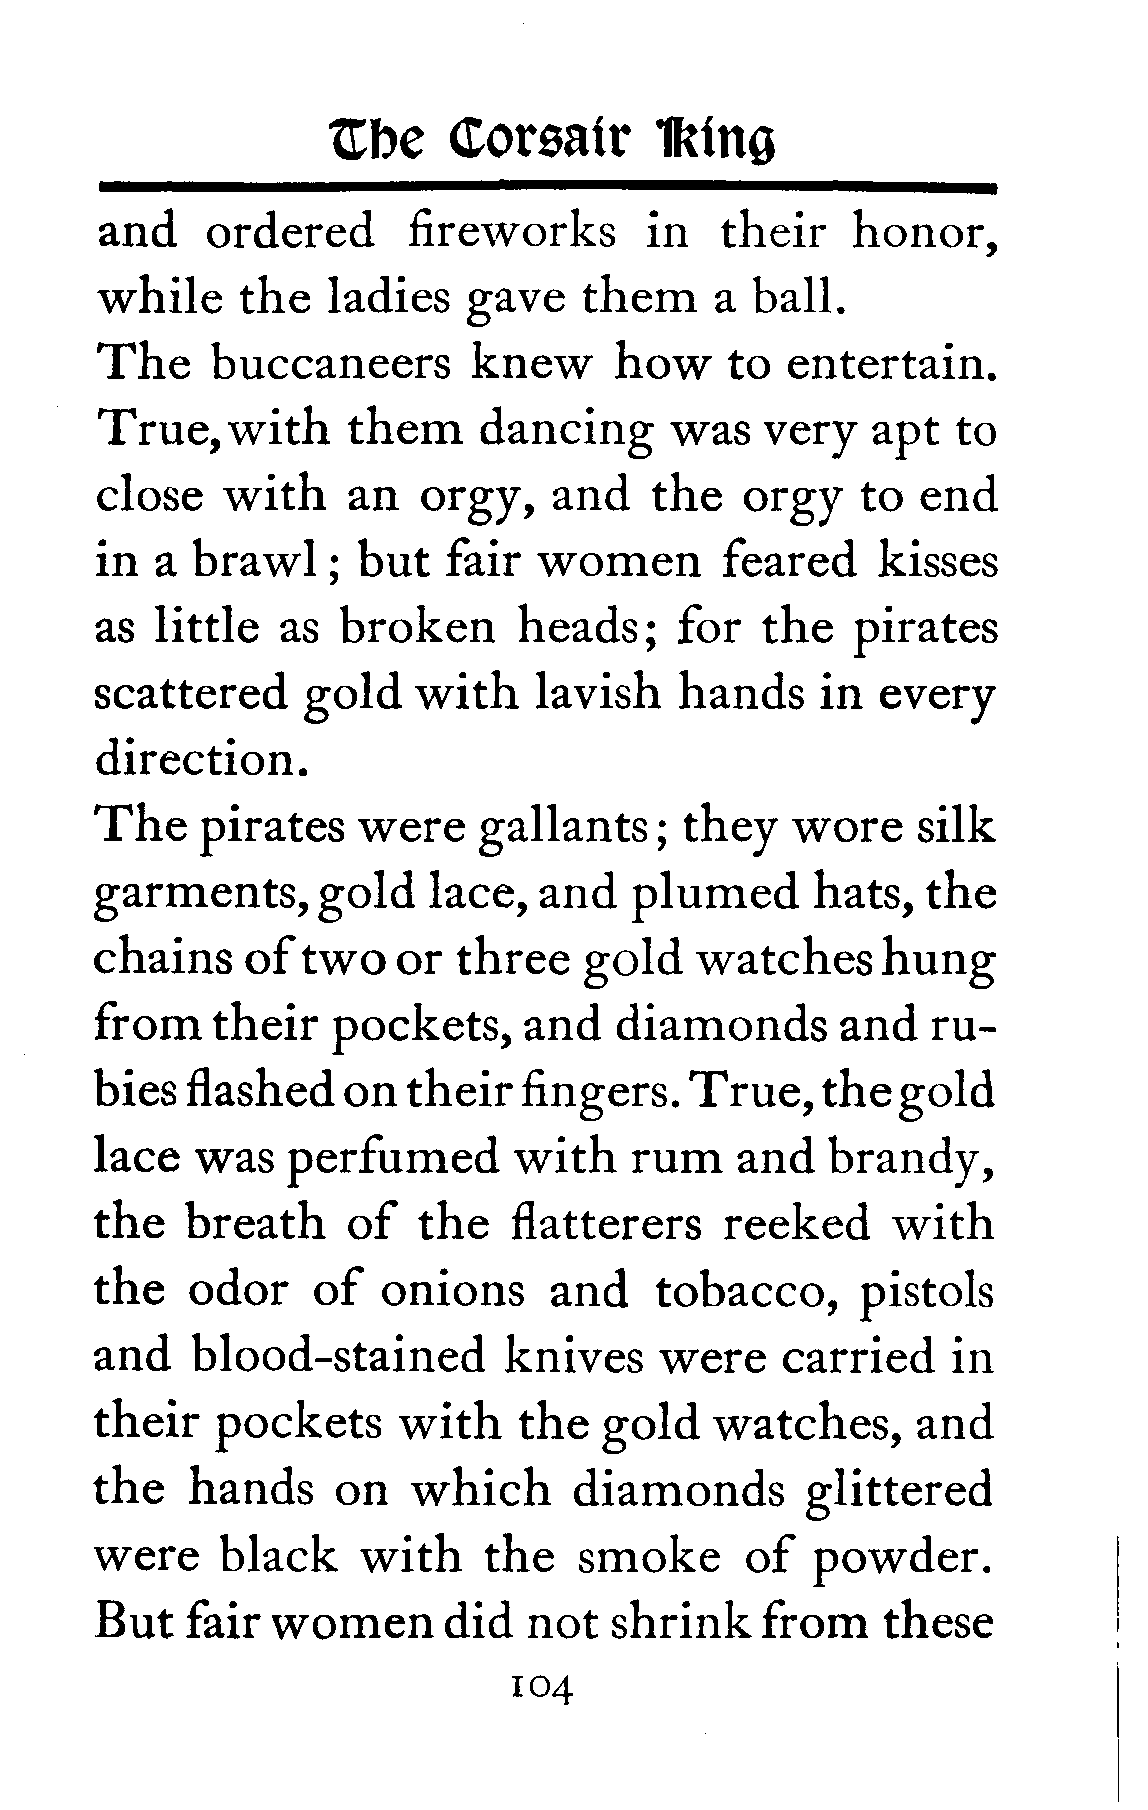 The Corsair King
and ordered fireworks in their honor,
while the ladies gave them a ball.
The buccaneers knew how to entertain.
True, with them dancing was very apt to
close with an orgy, and the orgy to end
in a brawl; but fair women feared kisses
as little as broken heads; for the pirates
scattered gold with lavish hands in every
direction.
The pirates were gallants; they wore silk
garments, gold lace, and plumed hats, the
chains of two or three gold watches hung
from their pockets, and diamonds and ru-
bies flashed on their fingers. True, the gold
lace was perfumed with rum and brandy,
the breath of the flatterers reeked with
the odor of onions and tobacco, pistols
and blood-stained knives were carried in
their pockets with the gold watches, and
the hands on which diamonds glittered
were black with the smoke of powder.
But fair women did not shrink from these
104